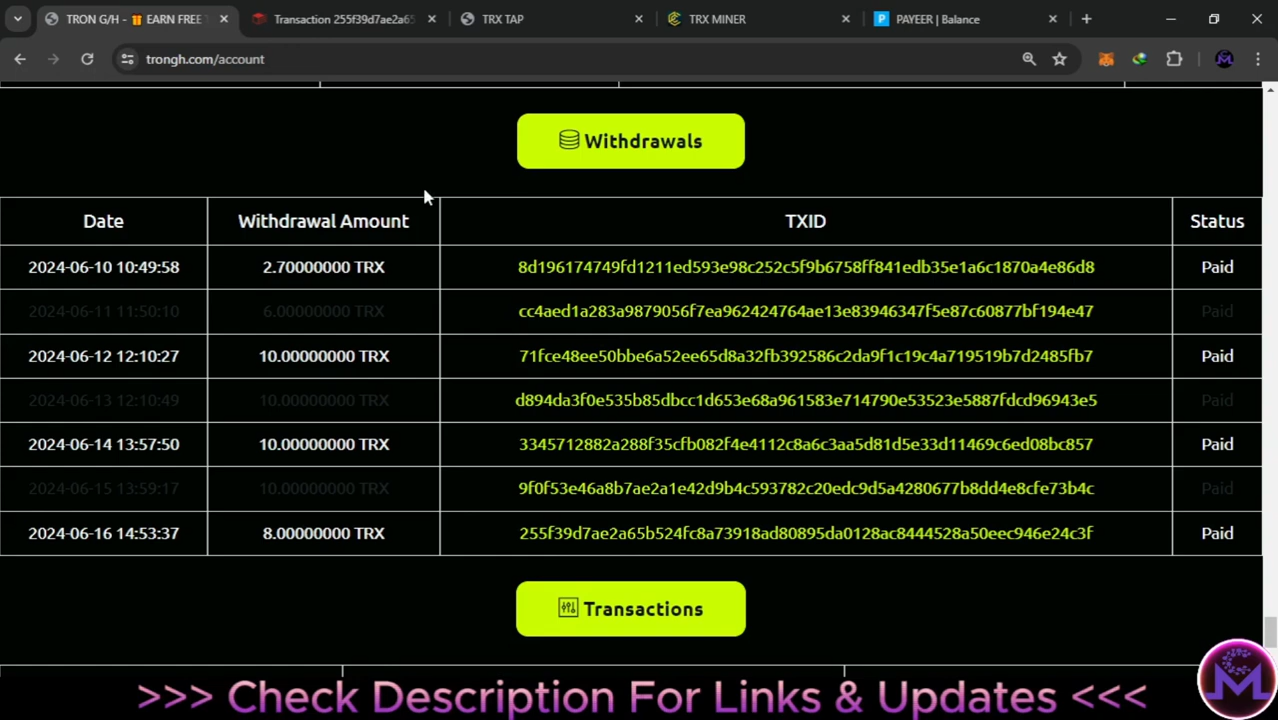 TRON G/H - 🎁 EARN FREE
Transaction 255f39d7ae2a65
TRX TAP
TRX MINER
PAYEER | Balance
trongh.com/account
Withdrawals
Date Withdrawal Amount TXID Status
2024-06-10 10:49:58 2.70000000 TRX 8d196174749fd1211ed593e98c252c5f9b6758ff841edb35e1a6c1870a4e86d8 Paid
2024-06-11 11:50:10 6.00000000 TRX cc4aed1a283a9879056f7ea962424764ae13e83946347f5e87c60877bf194e47 Paid
2024-06-12 12:10:27 10.00000000 TRX 71fce48ee50bbe6a52ee65d8a32fb392586c2da9f1c19c4a719519b7d2485fb7 Paid
2024-06-13 12:10:49 10.00000000 TRX d894da3f0e535b85dbcc1d653e68a961583e714790e53523e5887fdcd96943e5 Paid
2024-06-14 13:57:50 10.00000000 TRX 3345712882a288f35cfb082f4e4112c8a6c3aa5d81d5e33d11469c6ed08bc857 Paid
2024-06-15 13:59:17 10.00000000 TRX 9f0f53e46a8b7ae2a1e42d9b4c593782c20edc9d5a4280677b8dd4e8cfe73b4c Paid
2024-06-16 14:53:37 8.00000000 TRX 255f39d7ae2a65b524fc8a73918ad80895da0128ac8444528a50eec946e24c3f Paid
Transactions
>>> Check Description For Links & Updates <<<